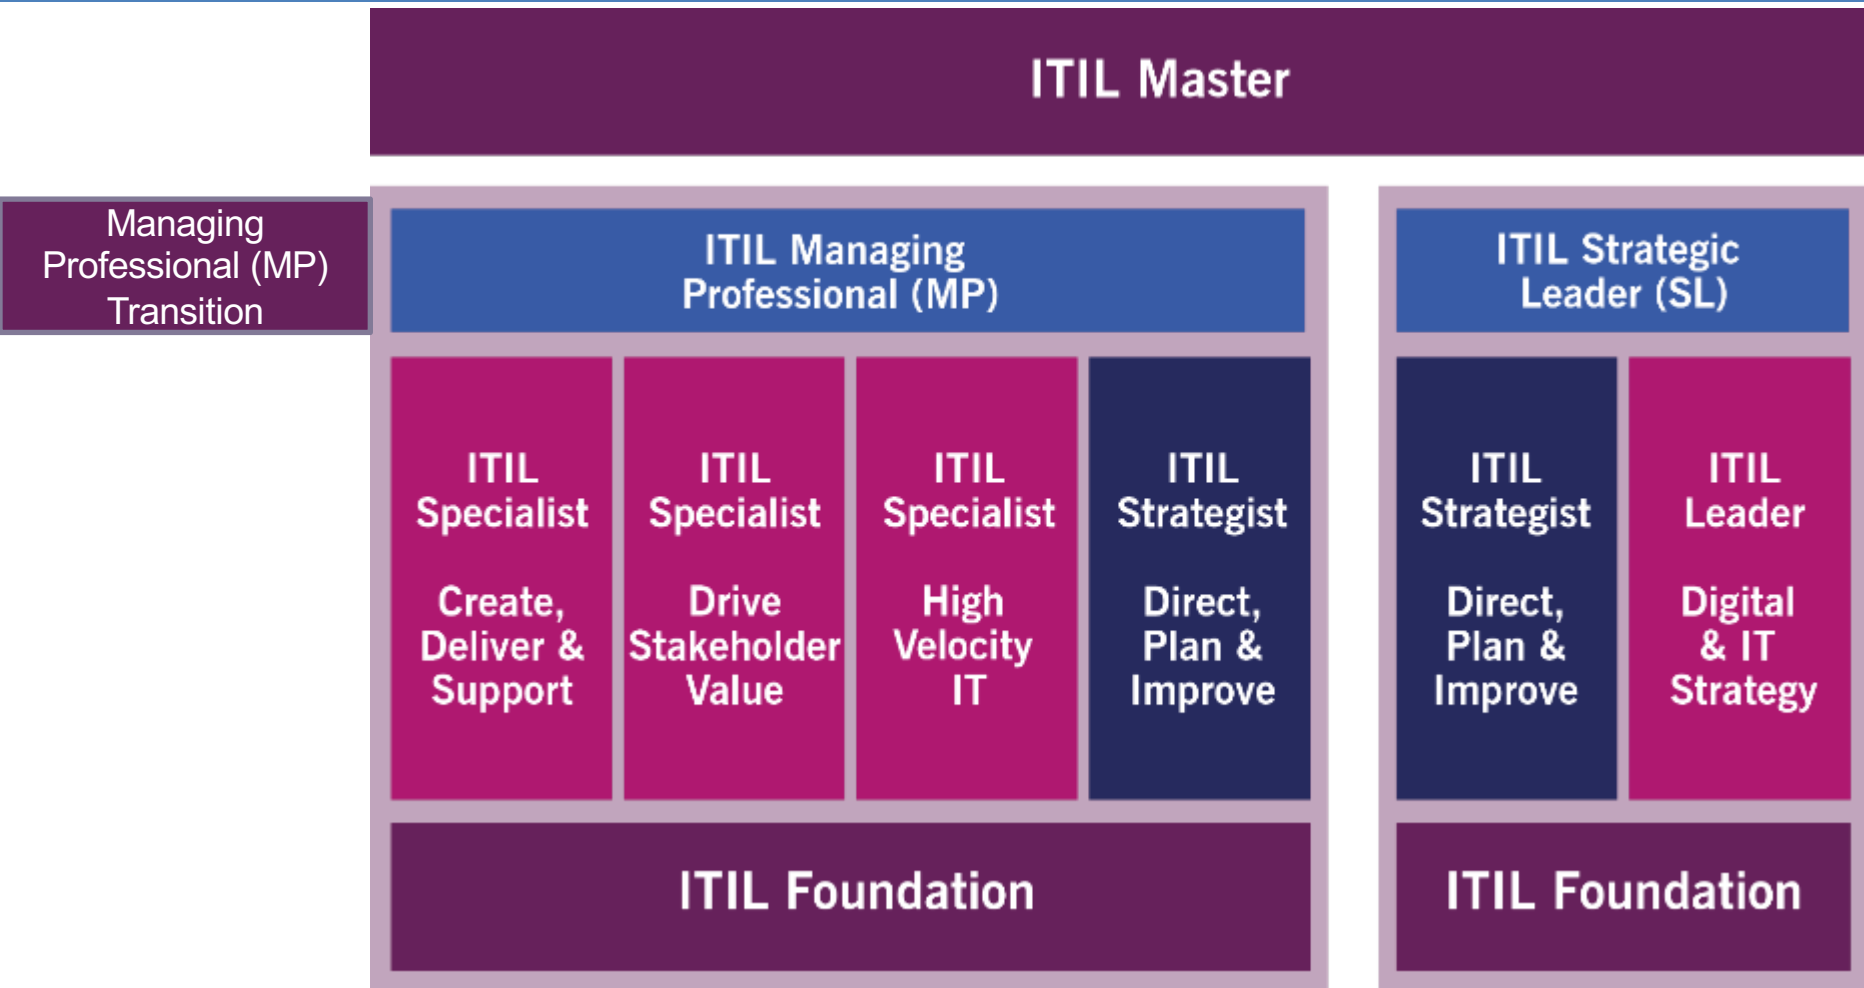 ITIL Master
Managing
Professional (MP)
Transition
ITIL Managing
Professional (MP)
ITIL Strategic
Leader (SL)
ITIL
Specialist
Create,
Deliver &
Support
ITIL
Specialist
Drive
Stakeholder
Value
ITIL
Specialist
High
Velocity
IT
ITIL
Strategist
Direct,
Plan &
Improve
ITIL
Strategist
Direct,
Plan &
Improve
ITIL
Leader
Digital
& IT
Strategy
ITIL Foundation
ITIL Foundation